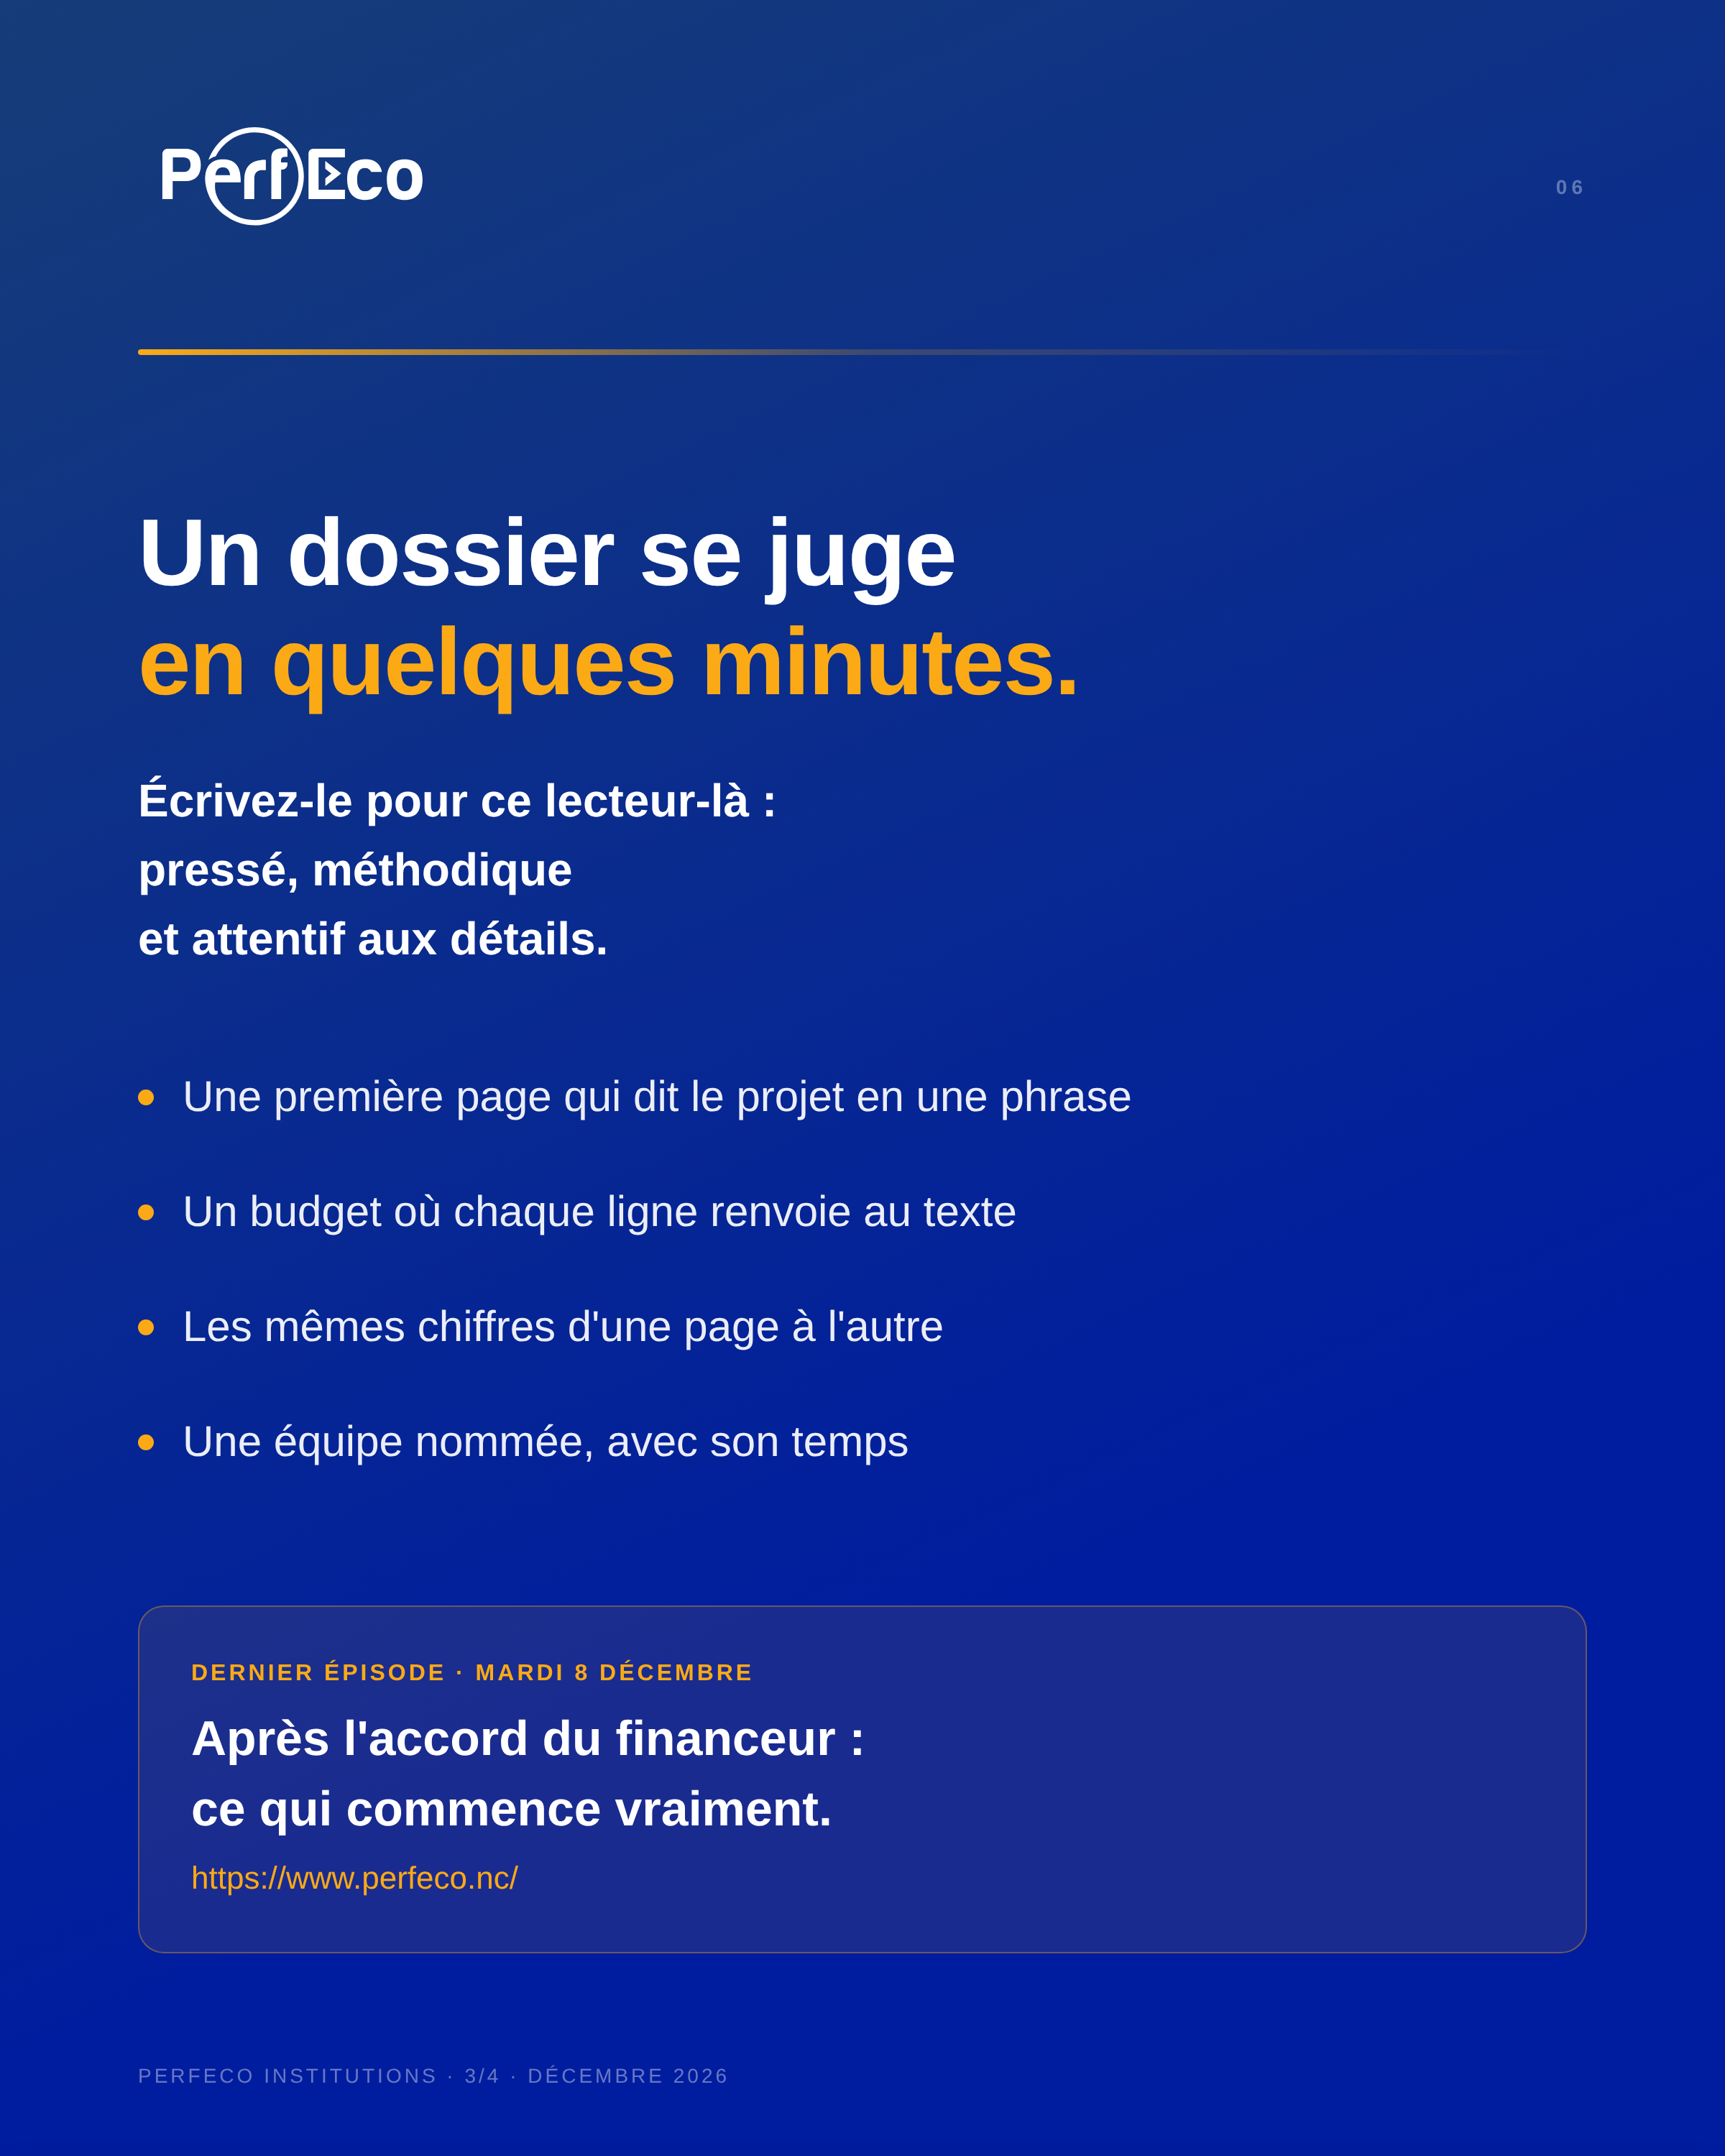 PerfEco
06
Un dossier se juge
en quelques minutes.
Écrivez-le pour ce lecteur-là :
pressé, méthodique
et attentif aux détails.
Une première page qui dit le projet en une phrase
Un budget où chaque ligne renvoie au texte
Les mêmes chiffres d'une page à l'autre
Une équipe nommée, avec son temps
DERNIER ÉPISODE · MARDI 8 DÉCEMBRE
Après l'accord du financeur :
ce qui commence vraiment.
https://www.perfeco.nc/
PERFECO INSTITUTIONS · 3/4 · DÉCEMBRE 2026